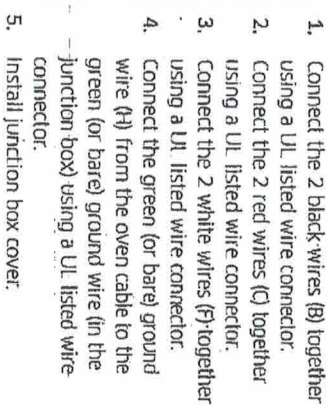 1. Connect the 2 black wires (B) together
using a UL listed wire connector.
2. Connect the 2 red wires (C) together
using a UL listed wire connector.
3. Connect the 2 white wires (F) together
using a UL listed wire connector.
4. Connect the green (or bare) ground
wire (H) from the oven cable to the
green (or bare) ground wire (in the
junction box) using a UL listed wire
connector.
5. Install junction box cover.